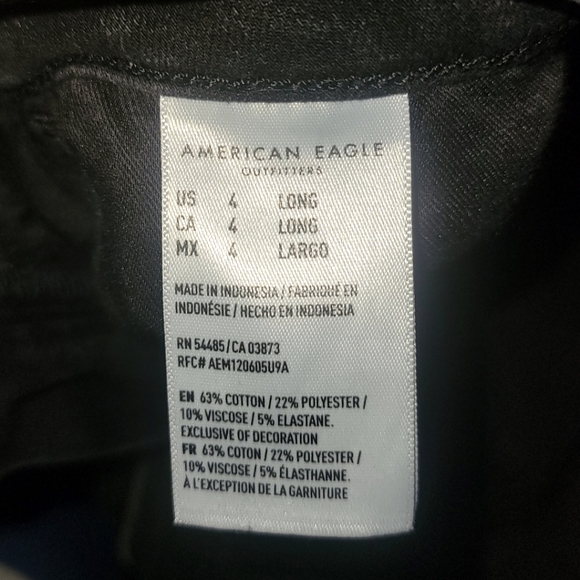 AMERICAN EAGLE
OUTFITTERS
US 4 LONG
CA 4 LONG
MX 4 LARGO
MADE IN INDONESIA / FABRIQUÉ EN
INDONÉSIE / HECHO EN INDONESIA
RN 54485/CA 03873
RFC# AEM120605U9A
EN 63% COTTON / 22% POLYESTER /
10% VISCOSE / 5% ELASTANE.
EXCLUSIVE OF DECORATION
FR 63% COTON / 22% POLYESTER /
10% VISCOSE / 5% ÉLASTHANNE.
À L'EXCEPTION DE LA GARNITURE